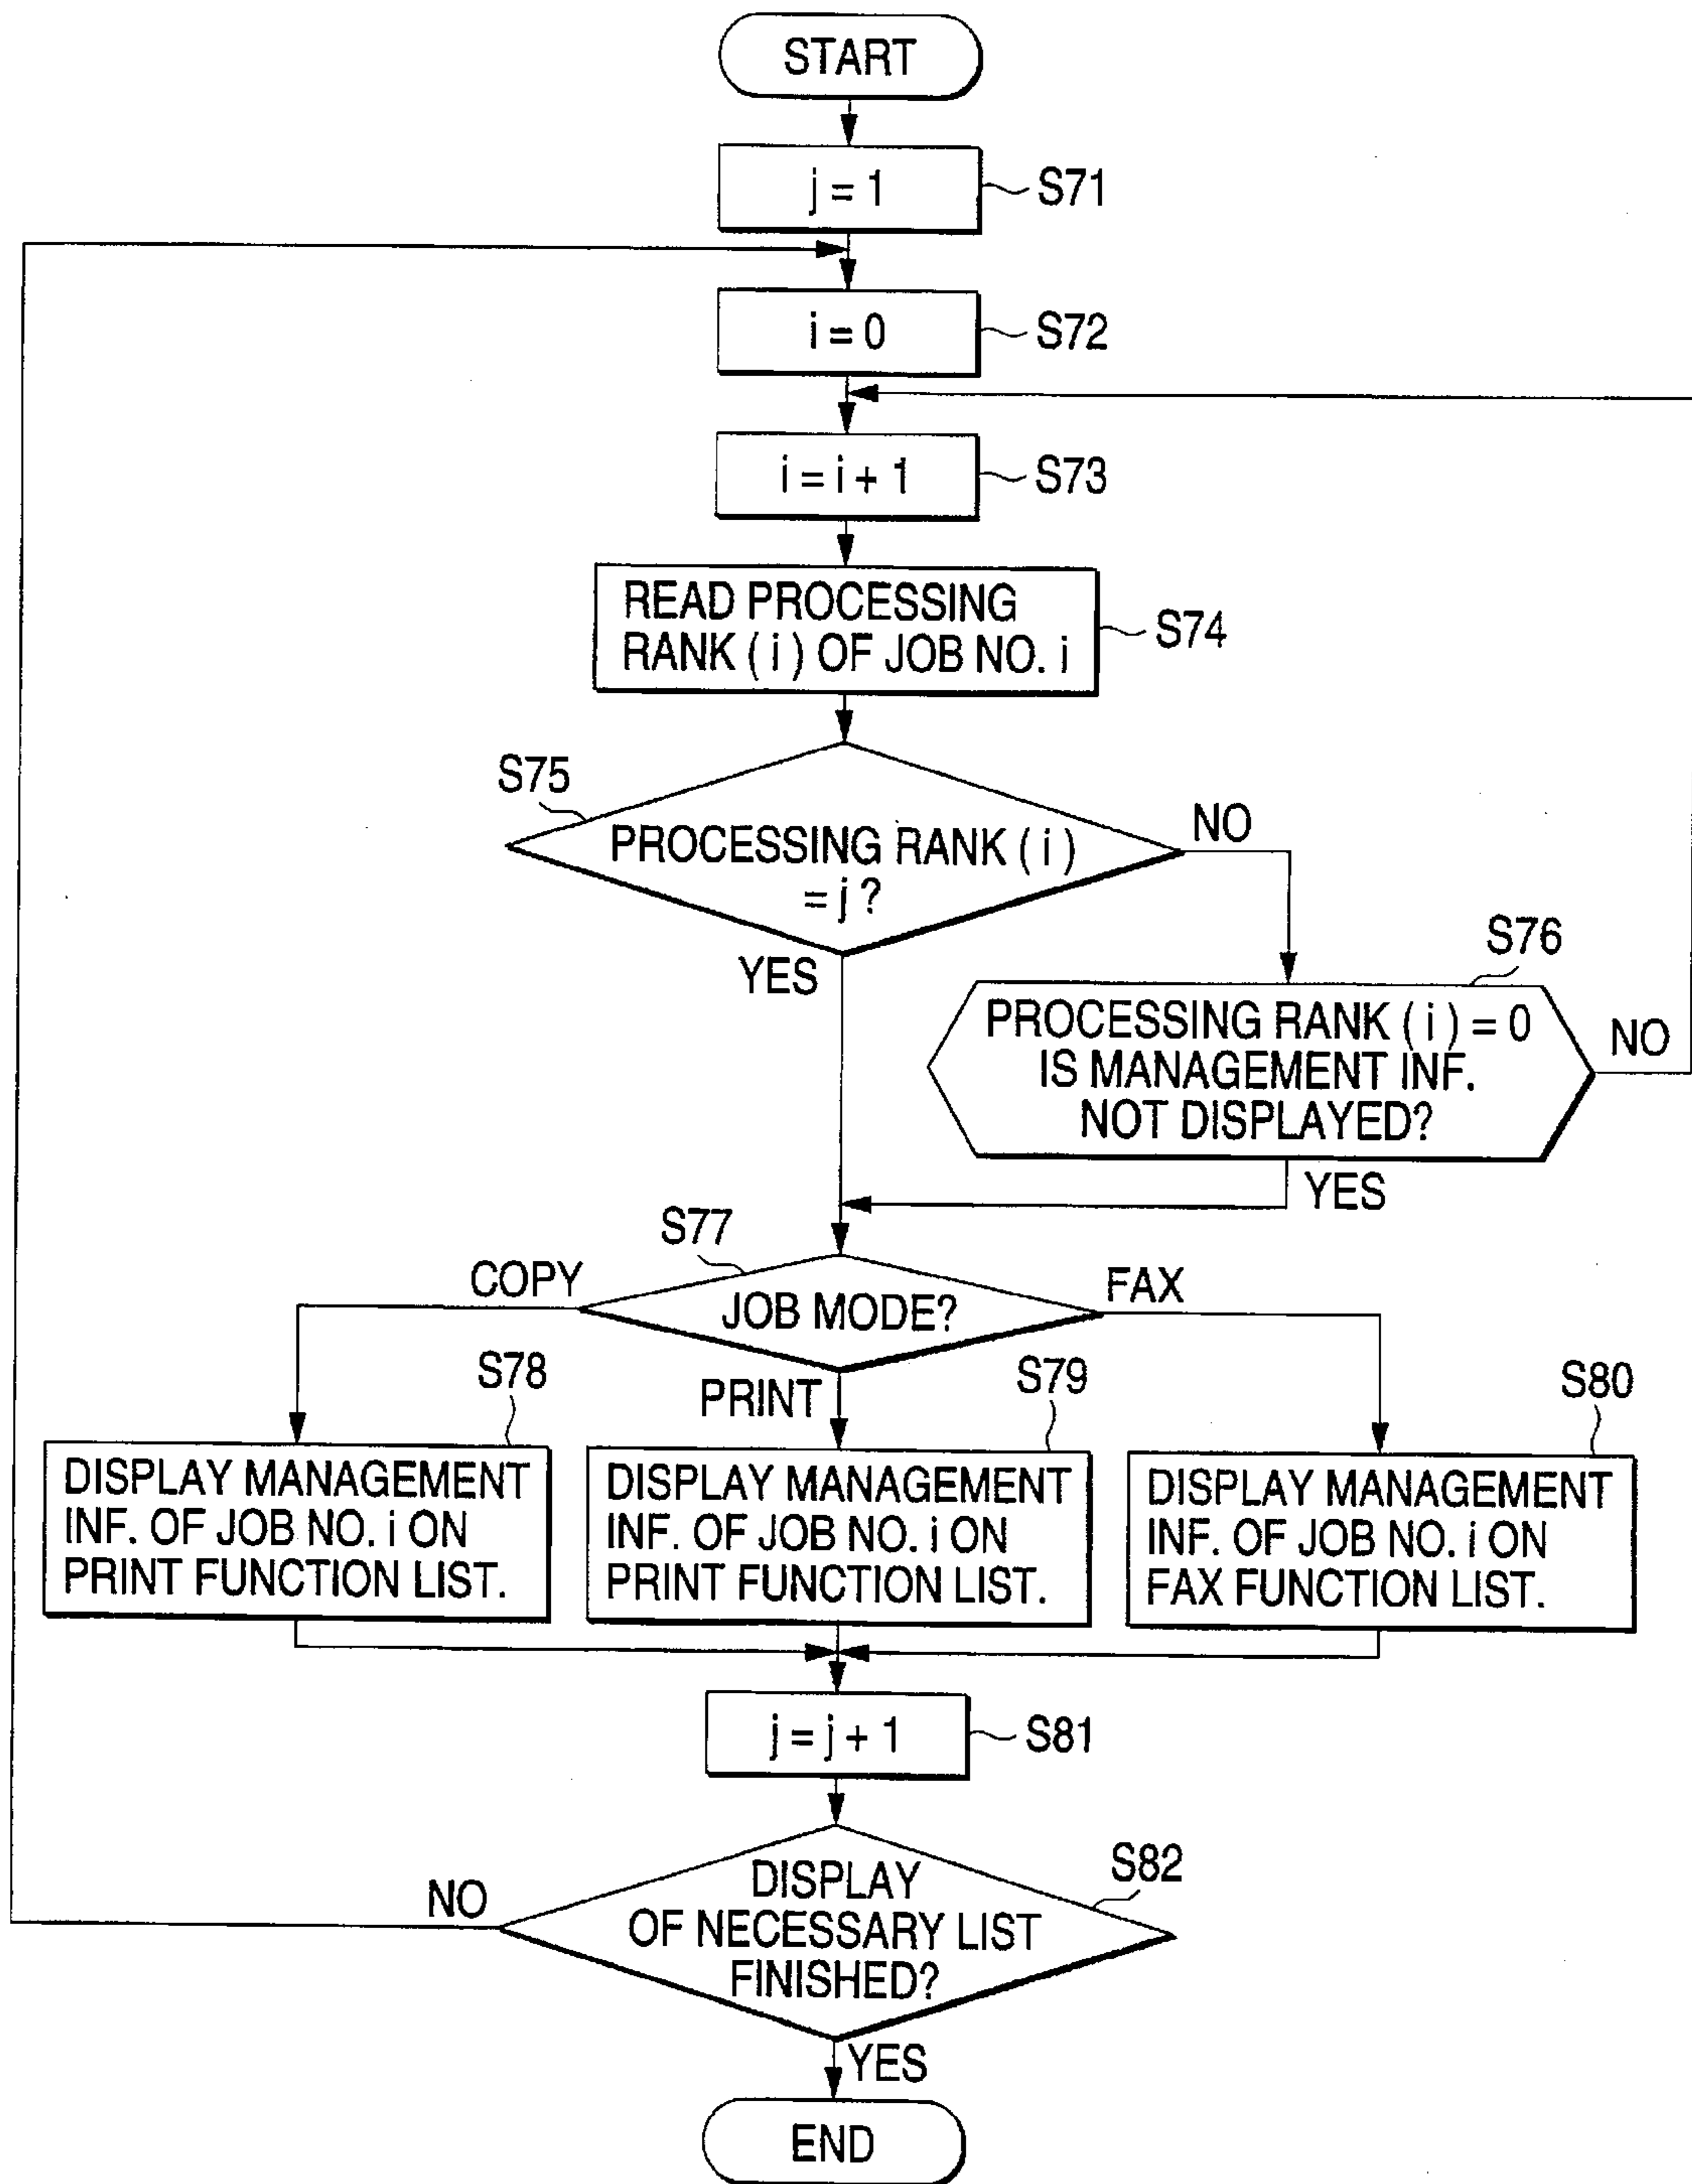 START
j = 1
S71
i = 0
S72
i = i + 1
S73
READ PROCESSING
RANK ( i ) OF JOB NO. i
S74
S75
PROCESSING RANK ( i )
= j ?
NO
YES
S76
PROCESSING RANK ( i ) = 0
IS MANAGEMENT INF.
NOT DISPLAYED?
NO
YES
S77
JOB MODE?
COPY
FAX
PRINT
S78
DISPLAY MANAGEMENT
INF. OF JOB NO. i ON
PRINT FUNCTION LIST.
S79
DISPLAY MANAGEMENT
INF. OF JOB NO. i ON
PRINT FUNCTION LIST.
S80
DISPLAY MANAGEMENT
INF. OF JOB NO. i ON
FAX FUNCTION LIST.
j = j + 1
S81
S82
DISPLAY
OF NECESSARY LIST
FINISHED?
NO
YES
END